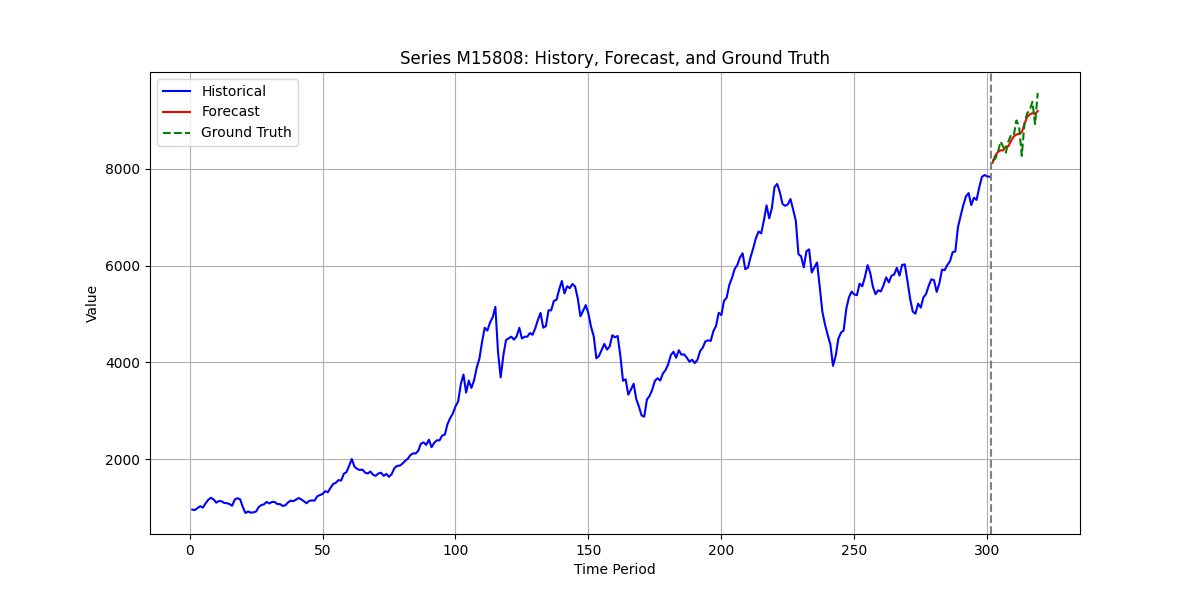 Series M15808: History, Forecast, and Ground Truth
Historical
Forecast
Ground Truth
Value
8000
6000
4000
2000
0
50
100
150
200
250
300
Time Period